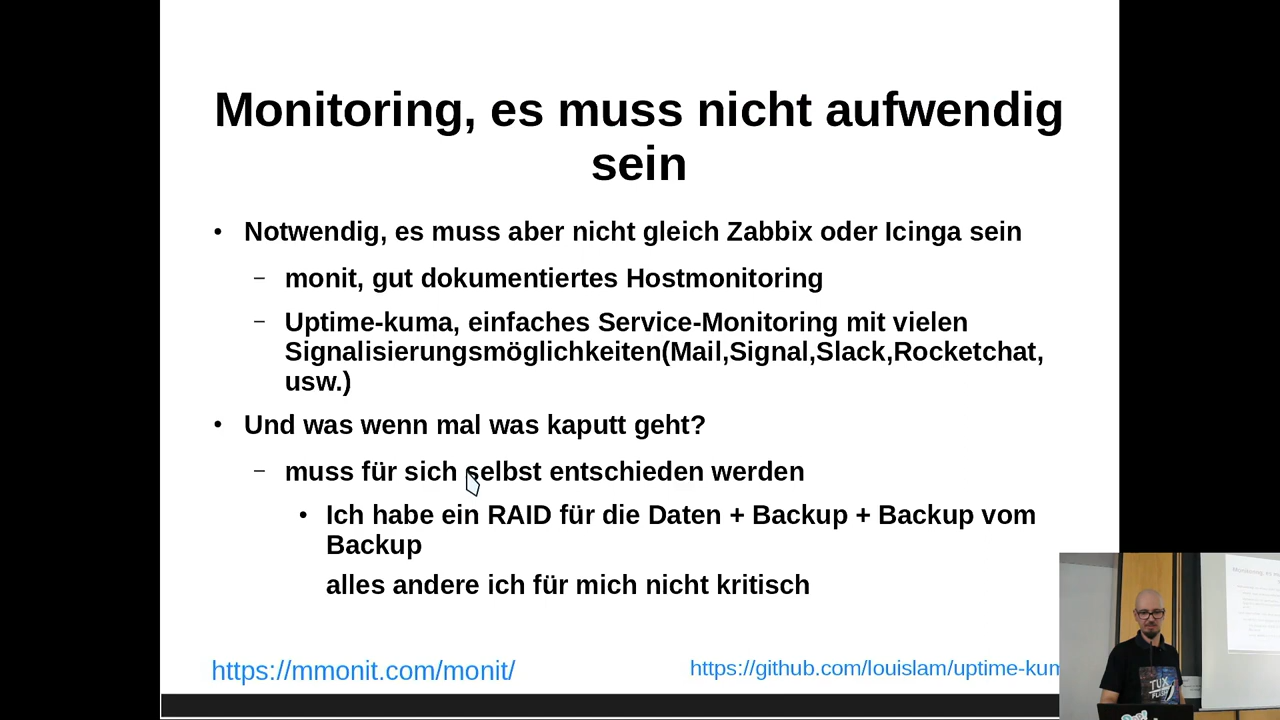 Monitoring, es muss nicht aufwendig
sein
• Notwendig, es muss aber nicht gleich Zabbix oder Icinga sein
– monit, gut dokumentiertes Hostmonitoring
– Uptime-kuma, einfaches Service-Monitoring mit vielen
Signalisierungsmöglichkeiten(Mail,Signal,Slack,Rocketchat,
usw.)
• Und was wenn mal was kaputt geht?
– muss für sich selbst entschieden werden
• Ich habe ein RAID für die Daten + Backup + Backup vom
Backup
alles andere ich für mich nicht kritisch
https://mmonit.com/monit/
https://github.com/louislam/uptime-kum
TUX